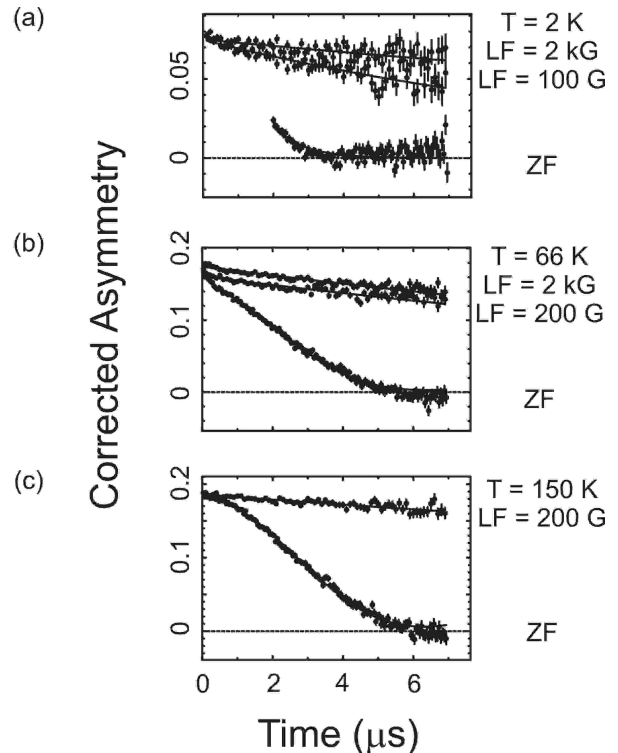 (a)
T = 2 K
LF = 2 kG
LF = 100 G
0.05
0
ZF
Corrected Asymmetry
(b)
0.2
T = 66 K
LF = 2 kG
LF = 200 G
0.1
0
ZF
(c)
0.2
T = 150 K
LF = 200 G
0.1
0
ZF
0 2 4 6
Time (μs)